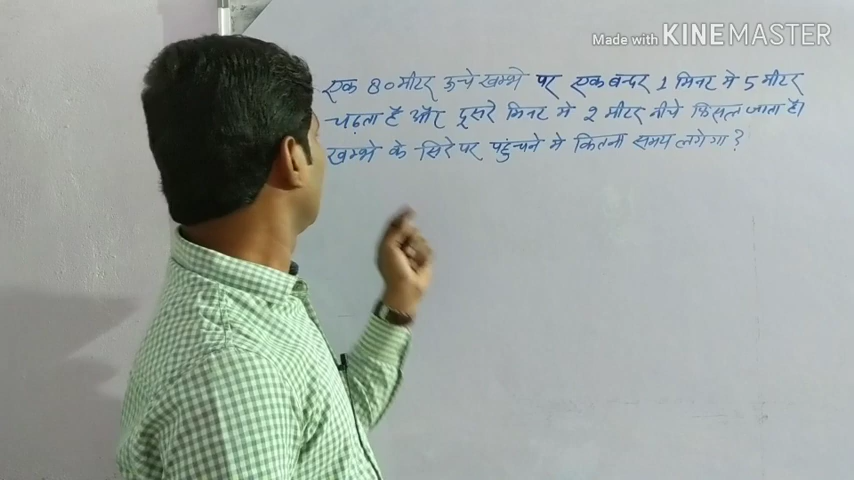 Made with KINEMASTER
एक 80 मीटर ऊचे खम्भे पर एक बन्दर 1 मिनट मे 5 मीटर
चढ़ता है और दूसरे मिनट मे 2 मीटर नीचे फिसल जाता है।
खम्भे के सिरे पर पहुंचने मे कितना समय लगेगा?